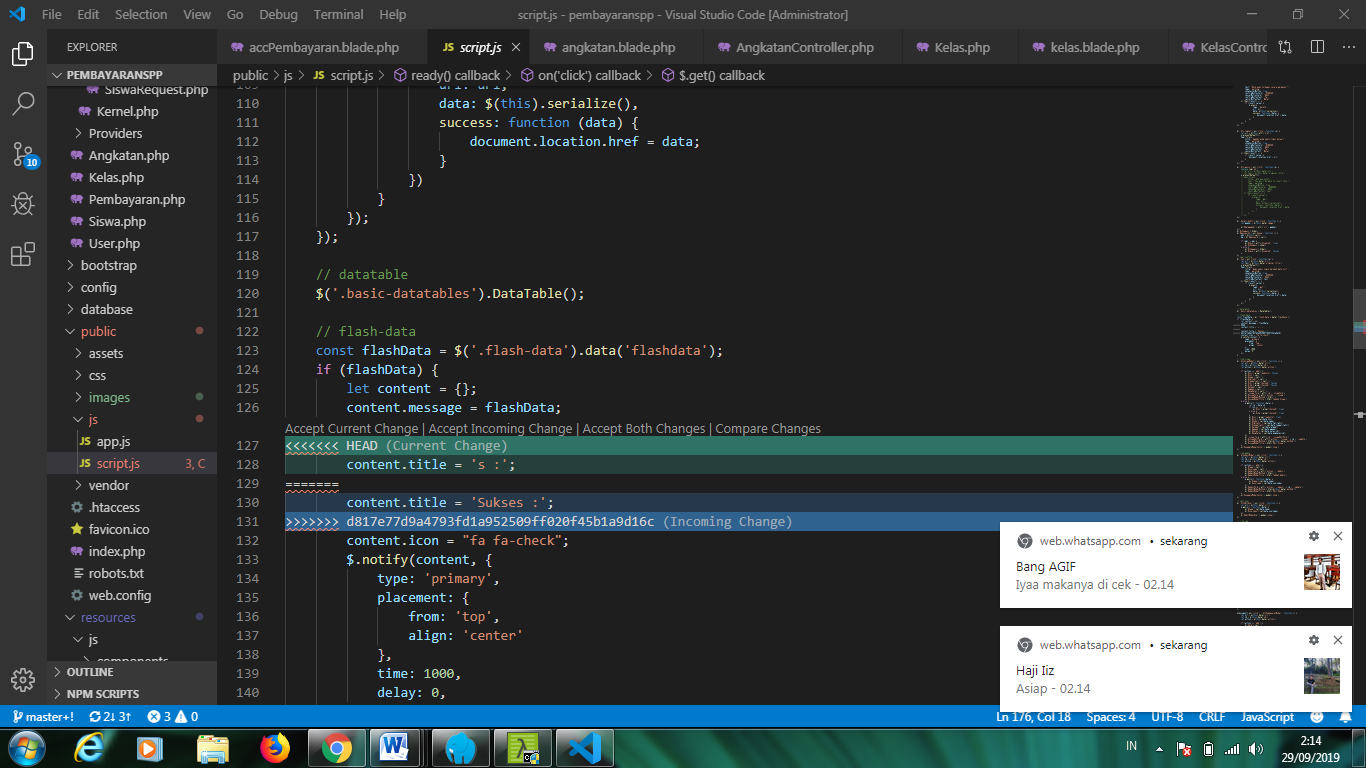 File Edit Selection View Go Debug Terminal Help
script.js - pembayaranspp - Visual Studio Code [Administrator]
EXPLORER
accPembayaran.blade.php
JS script.js
angkatan.blade.php
AngkatanController.php
Kelas.php
kelas.blade.php
KelasContro
PEMBAYARANSPP
SiswaRequest.php
Kernel.php
Providers
Angkatan.php
Kelas.php
Pembayaran.php
Siswa.php
User.php
bootstrap
config
database
public
assets
css
images
js
JS app.js
JS script.js 3, C
vendor
.htaccess
favicon.ico
index.php
robots.txt
web.config
resources
js
components
OUTLINE
NPM SCRIPTS
10
public > js > JS script.js > ready() callback > on('click') callback > $.get() callback
109 url: url,
110 data: $(this).serialize(),
111 success: function (data) {
112 document.location.href = data;
113 }
114 })
115 }
116 });
117 });
118
119 // datatable
120 $('.basic-datatables').DataTable();
121
122 // flash-data
123 const flashData = $('.flash-data').data('flashdata');
124 if (flashData) {
125 let content = {};
126 content.message = flashData;
Accept Current Change | Accept Incoming Change | Accept Both Changes | Compare Changes
127 <<<<<<< HEAD (Current Change)
128 content.title = 's :';
129 =======
130 content.title = 'Sukses :';
131 >>>>>>> d817e77d9a4793fd1a952509ff020f45b1a9d16c (Incoming Change)
132 content.icon = "fa fa-check";
133 $.notify(content, {
134 type: 'primary',
135 placement: {
136 from: 'top',
137 align: 'center'
138 },
139 time: 1000,
140 delay: 0,
web.whatsapp.com • sekarang
Bang AGIF
Iyaa makanya di cek - 02.14
web.whatsapp.com • sekarang
Haji Iiz
Asiap - 02.14
master+! 2↓ 3↑ 3 0
Ln 176, Col 18 Spaces: 4 UTF-8 CRLF JavaScript
IN
2:14
29/09/2019